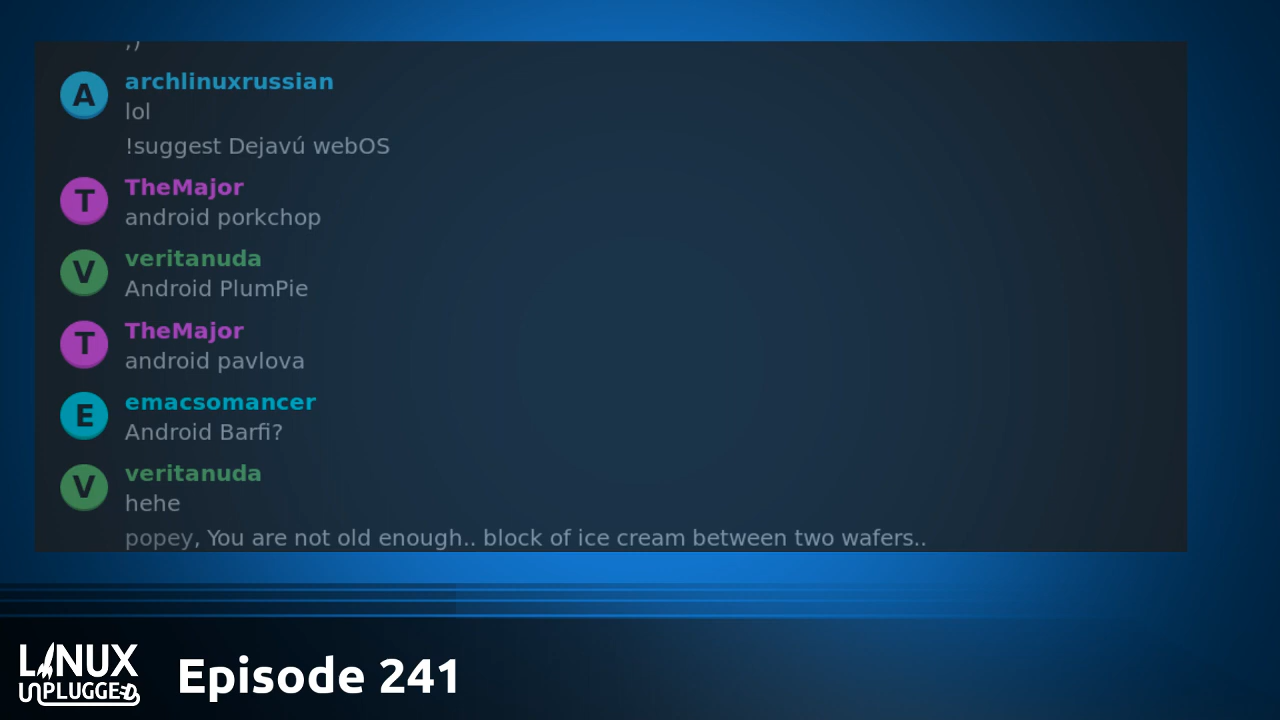 ;)
A
archlinuxrussian
lol
!suggest Dejavú webOS
T
TheMajor
android porkchop
V
veritanuda
Android PlumPie
T
TheMajor
android pavlova
E
emacsomancer
Android Barfi?
V
veritanuda
hehe
popey, You are not old enough.. block of ice cream between two wafers..
LINUX
UNPLUGGED
Episode 241